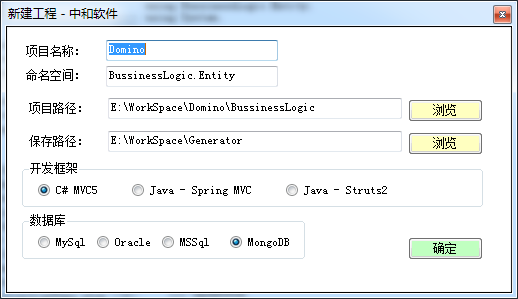 新建工程 - 中和软件
项目名称: Domino
命名空间: BussinessLogic.Entity
项目路径: E:\WorkSpace\Domino\BussinessLogic 浏览
保存路径: E:\WorkSpace\Generator 浏览
开发框架
C# MVC5 Java - Spring MVC Java - Struts2
数据库
MySql Oracle MSSql MongoDB
确定